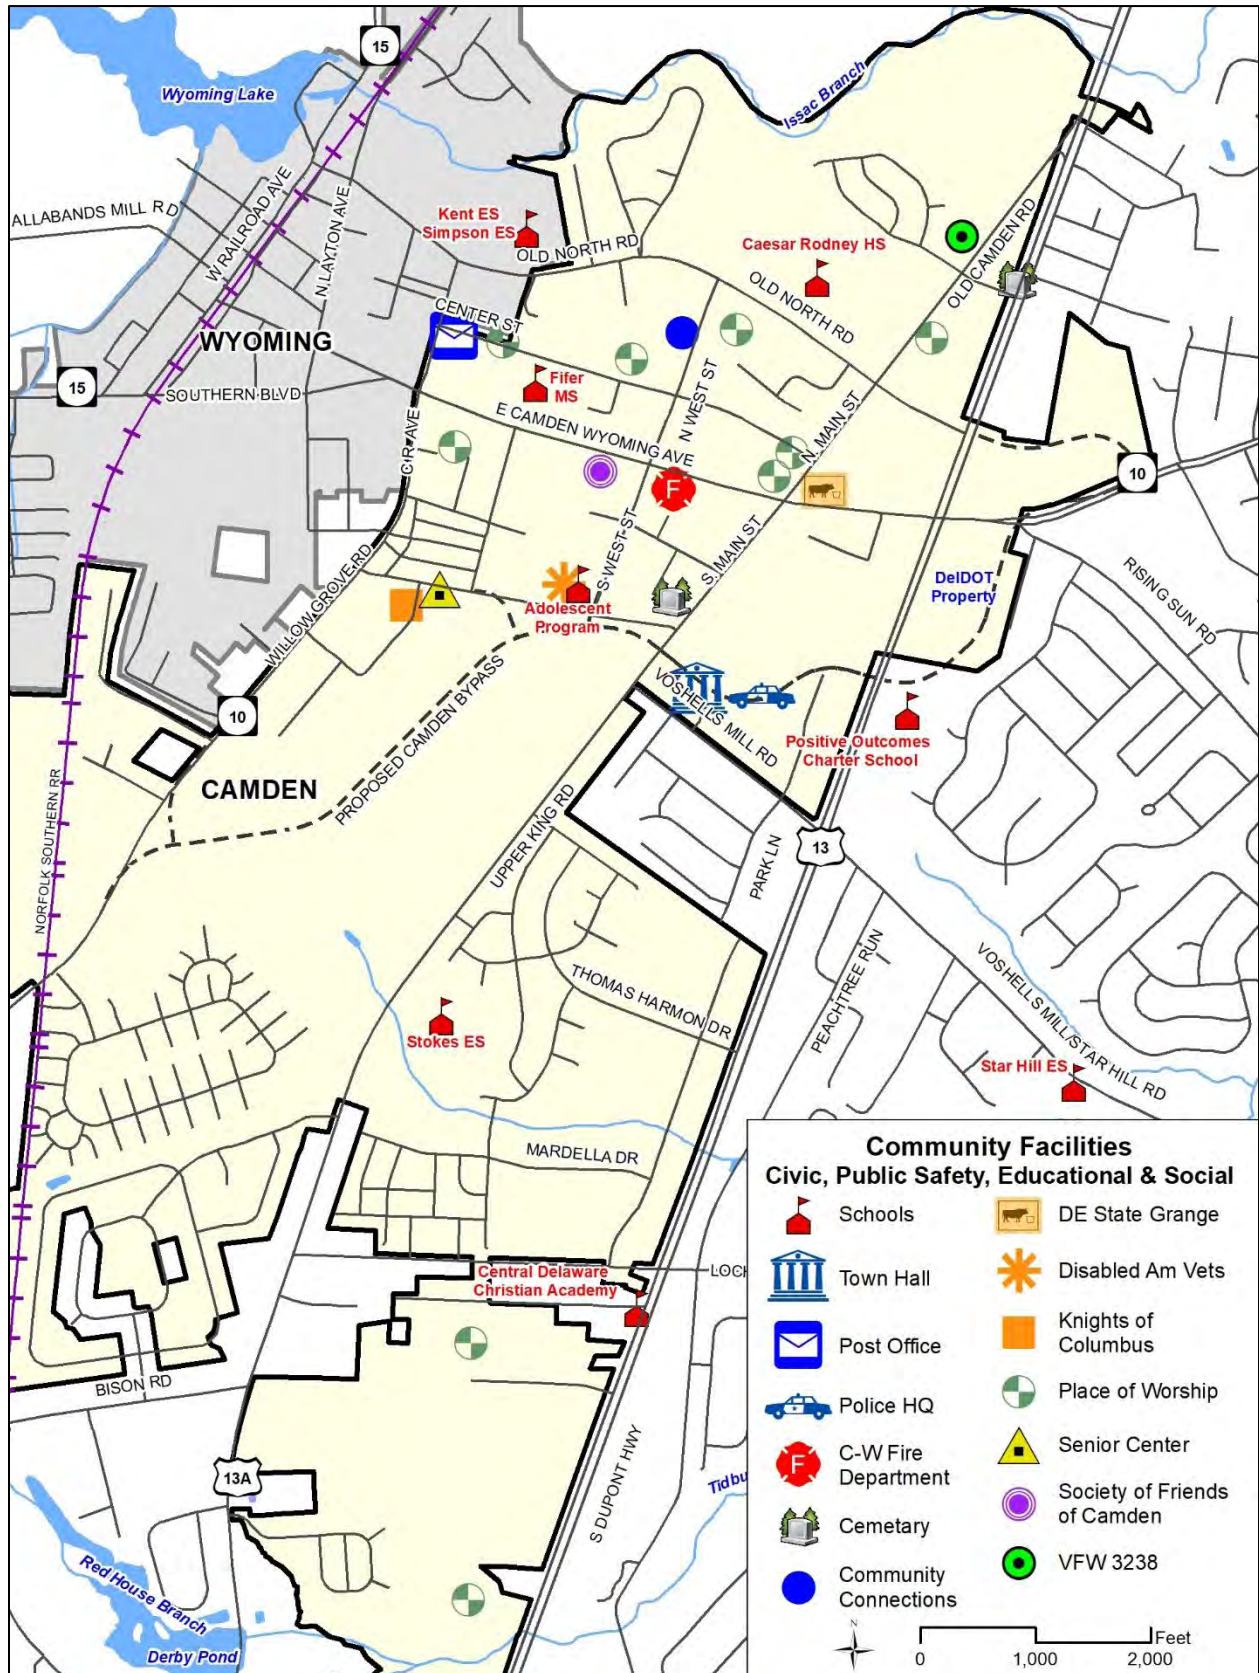 15
Wyoming Lake
Issac Branch
ALLABANDS MILL RD
W RAILROAD AVE
N LAYTON AVE
Kent ES
Simpson ES
OLD NORTH RD
Caesar Rodney HS
OLD CAMDEN RD
OLD NORTH RD
CENTER ST
WYOMING
15
SOUTHERN BLVD
Fifer
MS
N WEST ST
N. MAIN ST
E CAMDEN WYOMING AVE
C.R. AVE
F
10
S WEST ST
S. MAIN ST
WILLOW GROVE RD
Adolescent
Program
DelDOT
Property
RISING SUN RD
10
PROPOSED CAMDEN BYPASS
VOSHELLS MILL RD
Positive Outcomes
Charter School
CAMDEN
NORFOLK SOUTHERN RR
UPPER KING RD
PARK LN
13
THOMAS HARMON DR
PEACHTREE RUN
VOSHELLS MILL/STAR HILL RD
Stokes ES
Star Hill ES
MARDELLA DR
Central Delaware
Christian Academy
LOCH
BISON RD
13A
S DUPONT HWY
Tidbu
Red House Branch
Derby Pond
Community Facilities
Civic, Public Safety, Educational & Social
Schools
Town Hall
Post Office
Police HQ
F
C-W Fire
Department
Cemetary
Community
Connections
DE State Grange
Disabled Am Vets
Knights of
Columbus
Place of Worship
Senior Center
Society of Friends
of Camden
VFW 3238
N
Feet
0 1,000 2,000